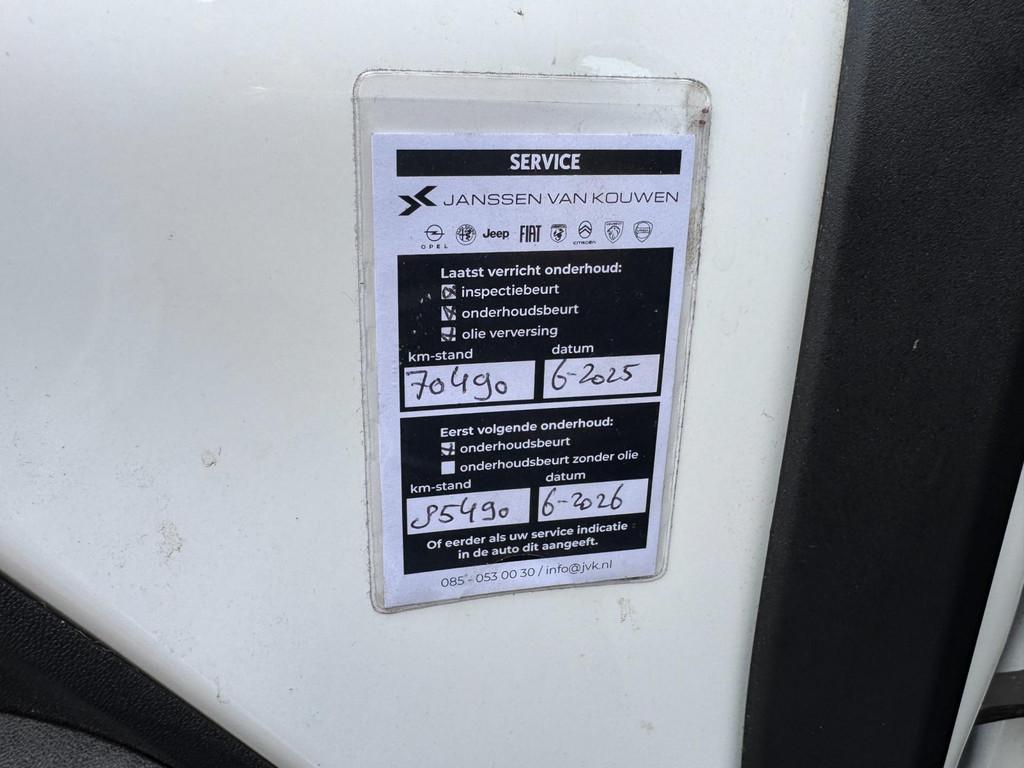 SERVICE
JANSSEN VAN KOUWEN
OPEL Jeep FIAT CITROËN
Laatst verricht onderhoud:
inspectiebeurt
onderhoudsbeurt
olie verversing
km-stand datum
70490 6-2025
Eerst volgende onderhoud:
onderhoudsbeurt
onderhoudsbeurt zonder olie
km-stand datum
85490 6-2026
Of eerder als uw service indicatie
in de auto dit aangeeft.
085 - 053 00 30 / info@jvk.nl